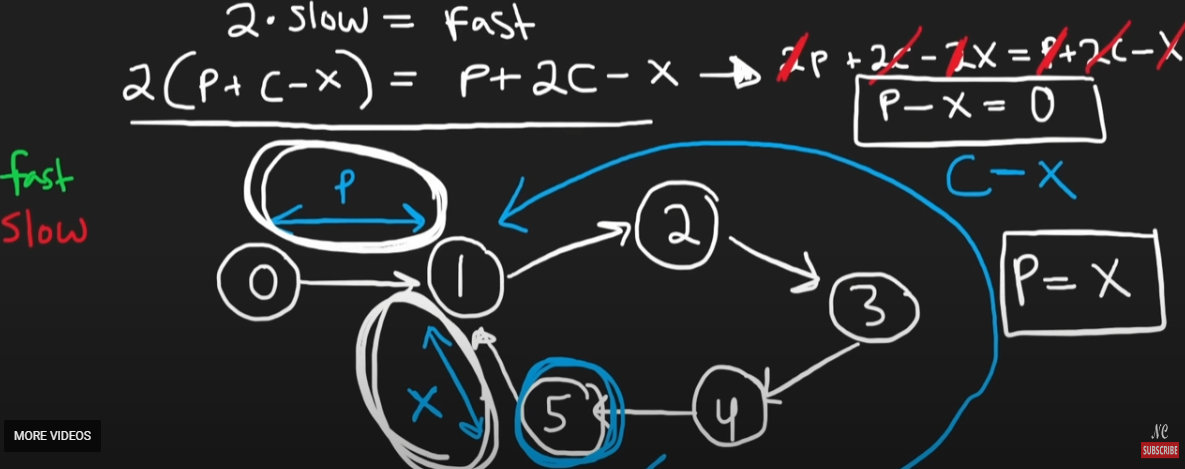 2·slow = fast
2(P+C-X) = P+2C-X → 2P+2C-2X=P+2C-X
P-X=0
fast
slow
P
C-X
0
1
2
3
P=X
X
5
4
MORE VIDEOS
NC
SUBSCRIBE